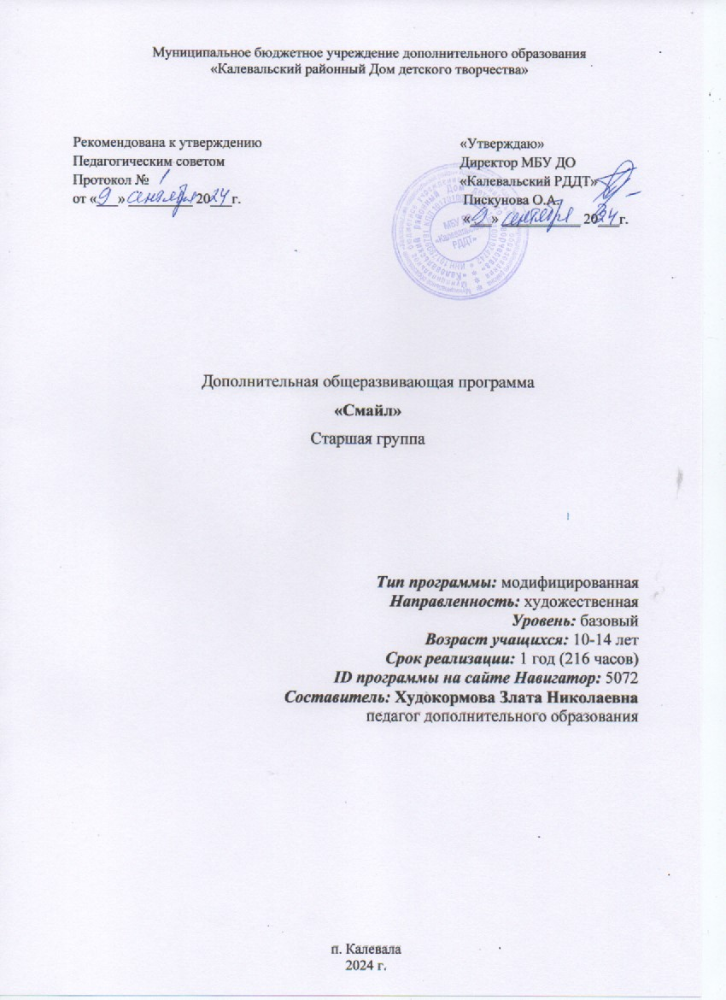 Муниципальное бюджетное учреждение дополнительного образования
«Калевальский районный Дом детского творчества»
Рекомендована к утверждению
Педагогическим советом
Протокол № 1
от «9» сентября 2024 г.
«Утверждаю»
Директор МБУ ДО
«Калевальский РДДТ»
Пискунова О.А.
«9» сентября 2024 г.
МБУ
«Калевальский
РДДТ»
Дополнительная общеразвивающая программа
«Смайл»
Старшая группа
Тип программы: модифицированная
Направленность: художественная
Уровень: базовый
Возраст учащихся: 10-14 лет
Срок реализации: 1 год (216 часов)
ID программы на сайте Навигатор: 5072
Составитель: Худокормова Злата Николаевна
педагог дополнительного образования
п. Калевала
2024 г.